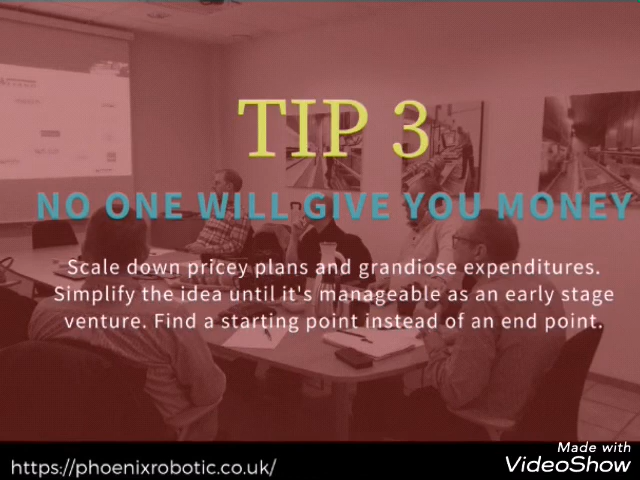 TIP 3
NO ONE WILL GIVE YOU MONEY
Scale down pricey plans and grandiose expenditures.
Simplify the idea until it's manageable as an early stage
venture. Find a starting point instead of an end point.
Made with
VideoShow
https://phoenixrobotic.co.uk/